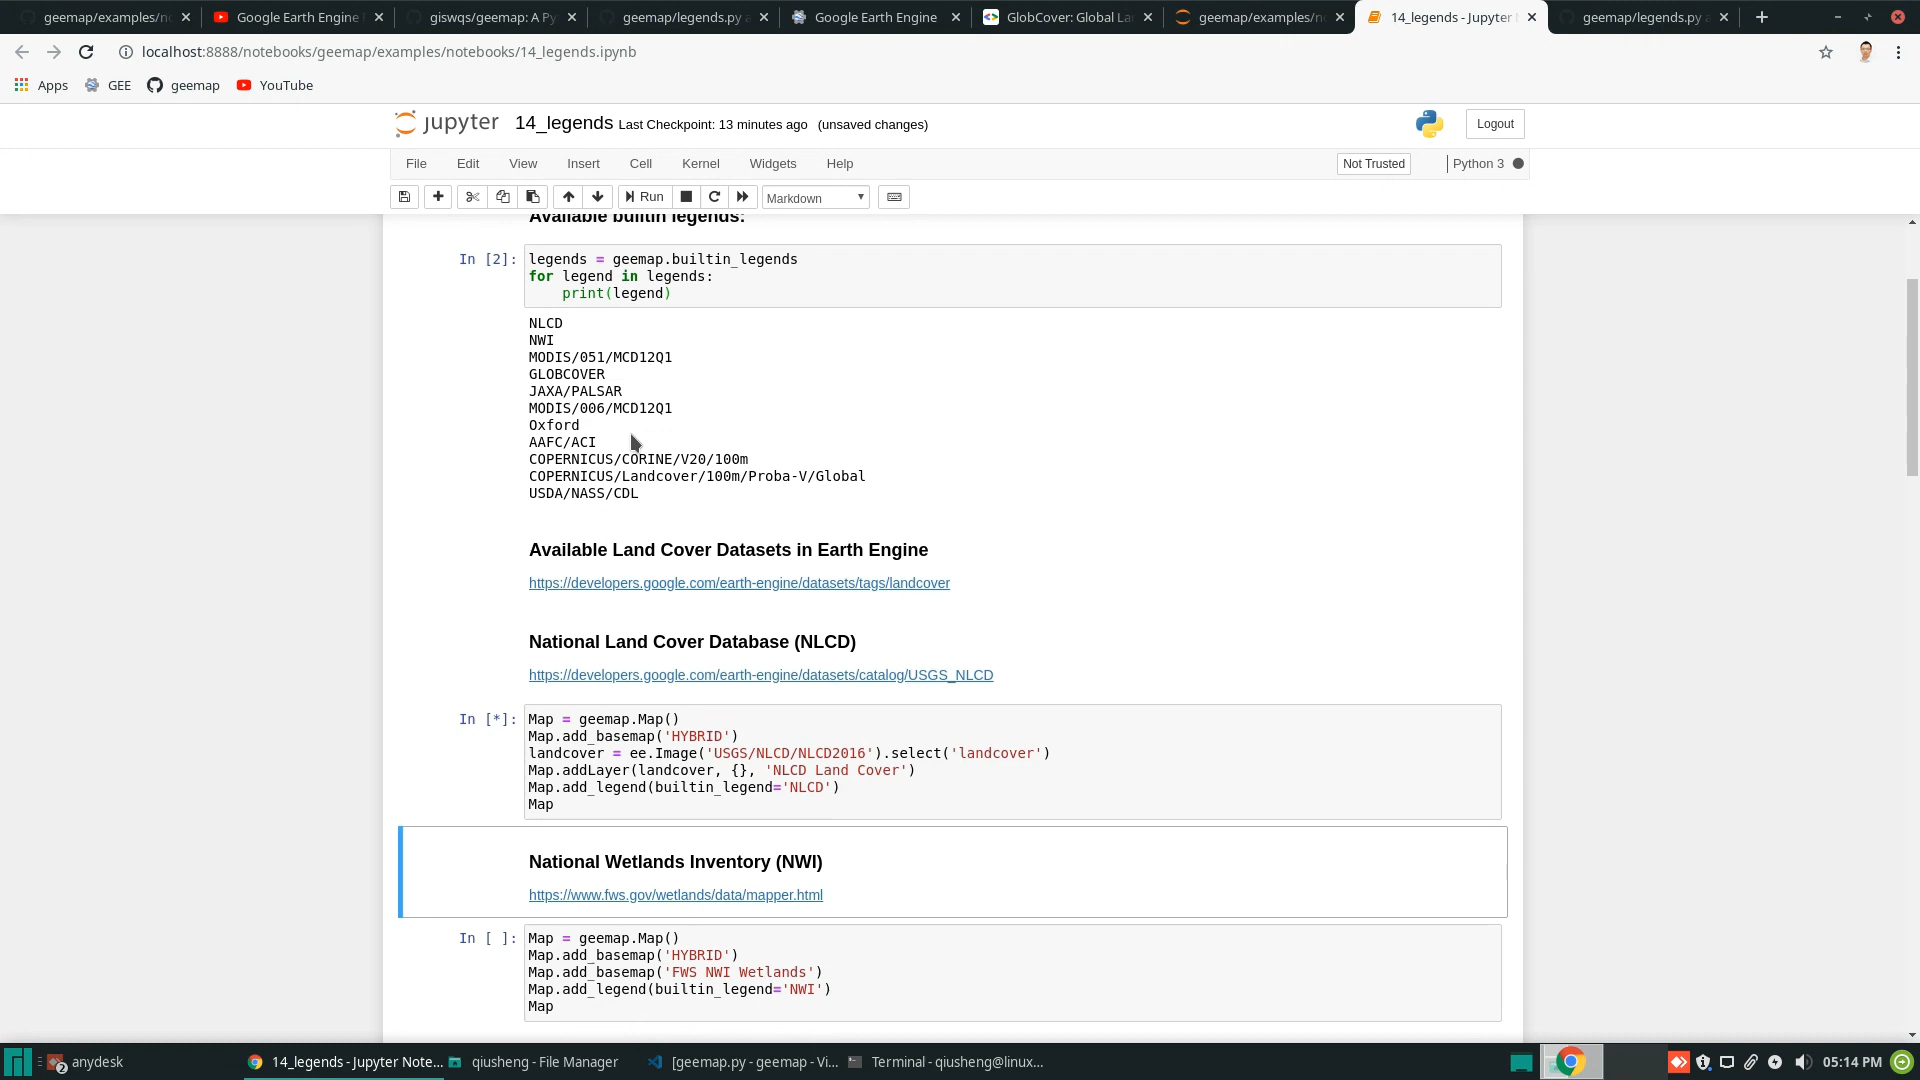 geemap/examples/no
Google Earth Engine
giswqs/geemap: A Py
geemap/legends.py a
Google Earth Engine
GlobCover: Global La
geemap/examples/no
14_legends - Jupyter
geemap/legends.py a
localhost:8888/notebooks/geemap/examples/notebooks/14_legends.ipynb
Apps GEE geemap YouTube
jupyter 14_legends Last Checkpoint: 13 minutes ago (unsaved changes) Logout
File Edit View Insert Cell Kernel Widgets Help Not Trusted Python 3
Run Markdown
Available builtin legends:
In [2]: legends = geemap.builtin_legends
for legend in legends:
print(legend)
NLCD
NWI
MODIS/051/MCD12Q1
GLOBCOVER
JAXA/PALSAR
MODIS/006/MCD12Q1
Oxford
AAFC/ACI
COPERNICUS/CORINE/V20/100m
COPERNICUS/Landcover/100m/Proba-V/Global
USDA/NASS/CDL
Available Land Cover Datasets in Earth Engine
https://developers.google.com/earth-engine/datasets/tags/landcover
National Land Cover Database (NLCD)
https://developers.google.com/earth-engine/datasets/catalog/USGS_NLCD
In [*]: Map = geemap.Map()
Map.add_basemap('HYBRID')
landcover = ee.Image('USGS/NLCD/NLCD2016').select('landcover')
Map.addLayer(landcover, {}, 'NLCD Land Cover')
Map.add_legend(builtin_legend='NLCD')
Map
National Wetlands Inventory (NWI)
https://www.fws.gov/wetlands/data/mapper.html
In [ ]: Map = geemap.Map()
Map.add_basemap('HYBRID')
Map.add_basemap('FWS NWI Wetlands')
Map.add_legend(builtin_legend='NWI')
Map
2 anydesk 14_legends - Jupyter Note... qiusheng - File Manager [geemap.py - geemap - Vi... Terminal - qiusheng@linux... 05:14 PM